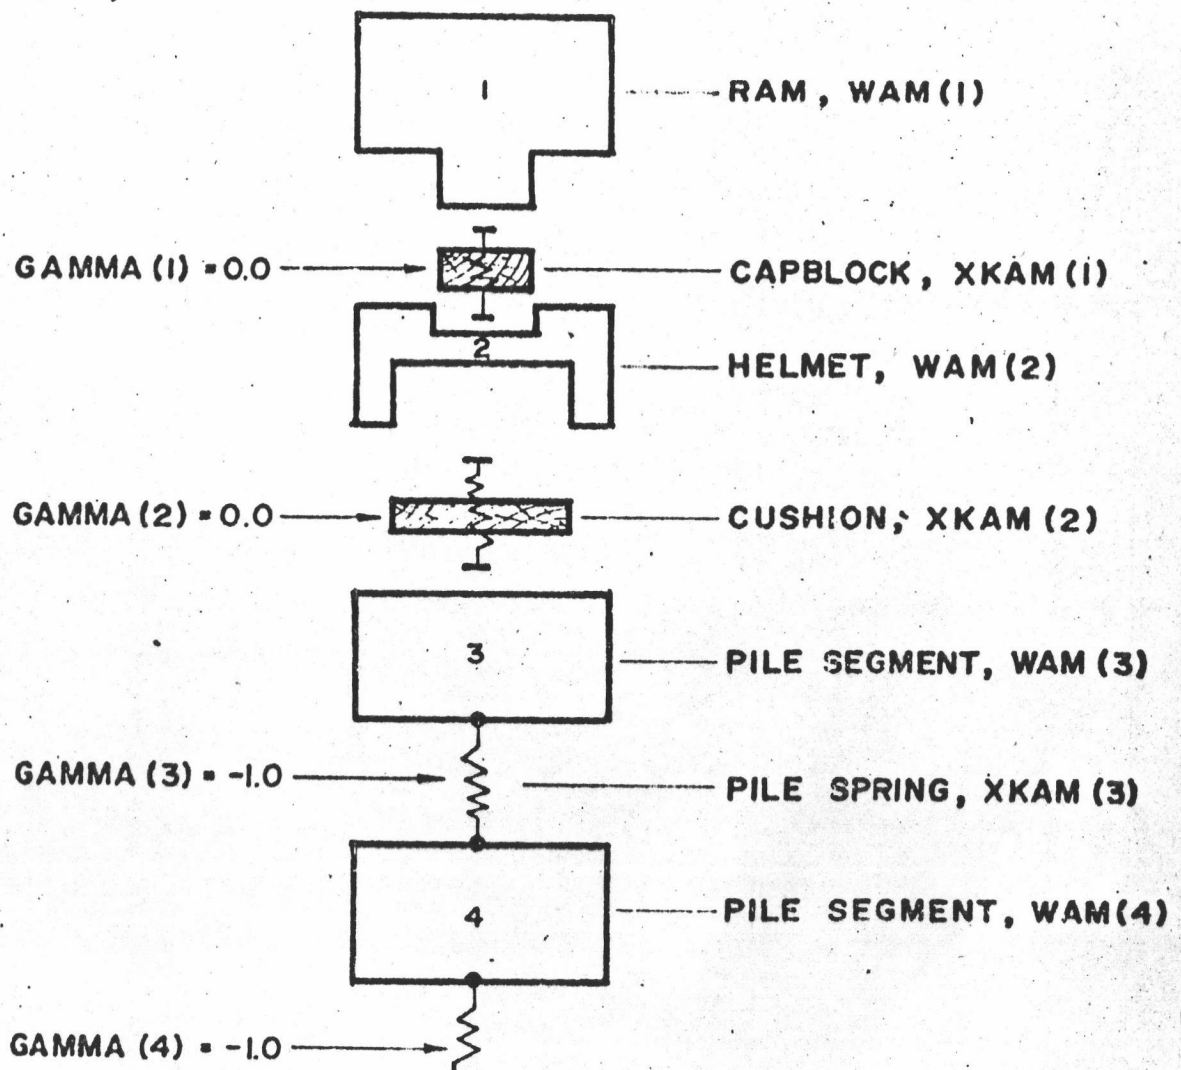 1
RAM, WAM(1)
GAMMA (1) = 0.0
CAPBLOCK, XKAM(1)
2
HELMET, WAM(2)
GAMMA (2) = 0.0
CUSHION, XKAM(2)
3
PILE SEGMENT, WAM(3)
GAMMA (3) = -1.0
PILE SPRING, XKAM(3)
4
PILE SEGMENT, WAM(4)
GAMMA (4) = -1.0